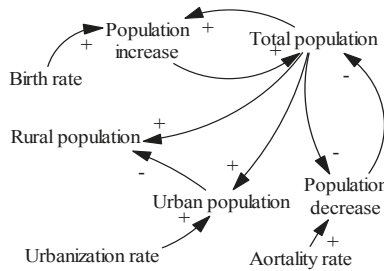 Population
increase
+
Total population
+
+
Birth rate
-
Rural population
+
-
+
-
Urban population
+
Population
decrease
+
Urbanization rate
Aortality rate